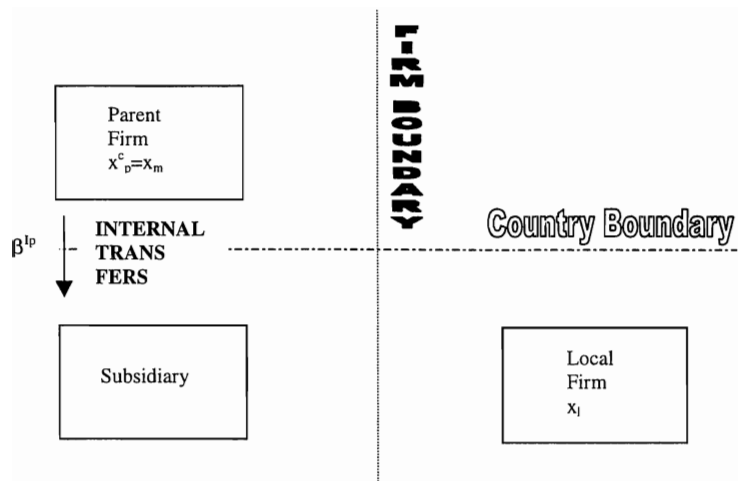 FIRM BOUNDARY
Parent
Firm
x^c_p=x_m
Country Boundary
β^Ip
INTERNAL
TRANS
FERS
Subsidiary
Local
Firm
x_l